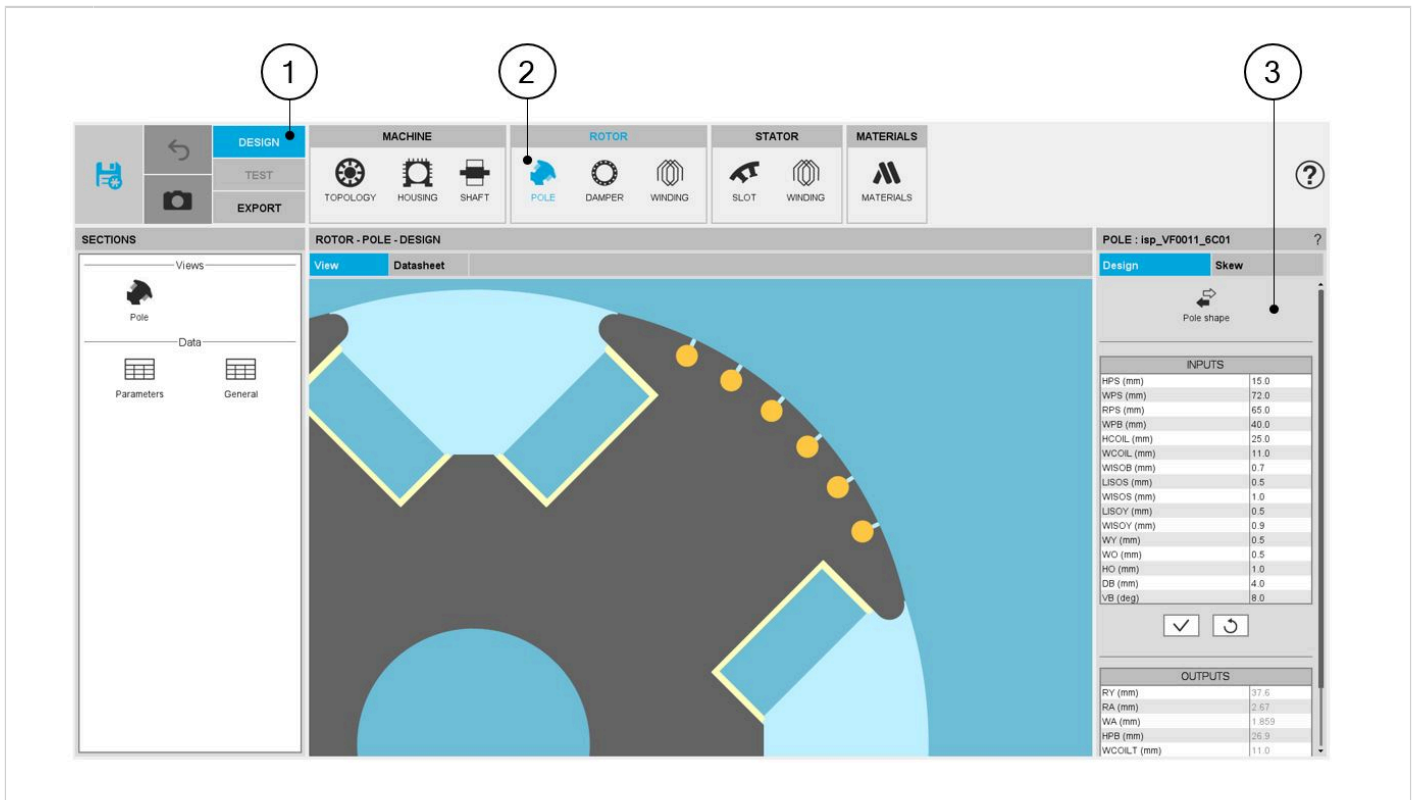 1
2
3
DESIGN
TEST
EXPORT
MACHINE
TOPOLOGY HOUSING SHAFT
ROTOR
POLE DAMPER WINDING
STATOR
SLOT WINDING
MATERIALS
MATERIALS
?
SECTIONS
Views
Pole
Data
Parameters General
ROTOR - POLE - DESIGN
View Datasheet
POLE : isp_VF0011_6C01 ?
Design Skew
Pole shape
INPUTS
HPS (mm) 15.0
WPS (mm) 72.0
RPS (mm) 65.0
WPB (mm) 40.0
HCOIL (mm) 25.0
WCOIL (mm) 11.0
WISOB (mm) 0.7
LISOS (mm) 0.5
WISOS (mm) 1.0
LISOY (mm) 0.5
WISOY (mm) 0.9
WY (mm) 0.5
WO (mm) 0.5
HO (mm) 1.0
DB (mm) 4.0
VB (deg) 8.0
OUTPUTS
RY (mm) 37.6
RA (mm) 2.67
WA (mm) 1.859
HPB (mm) 26.9
WCOILT (mm) 11.0